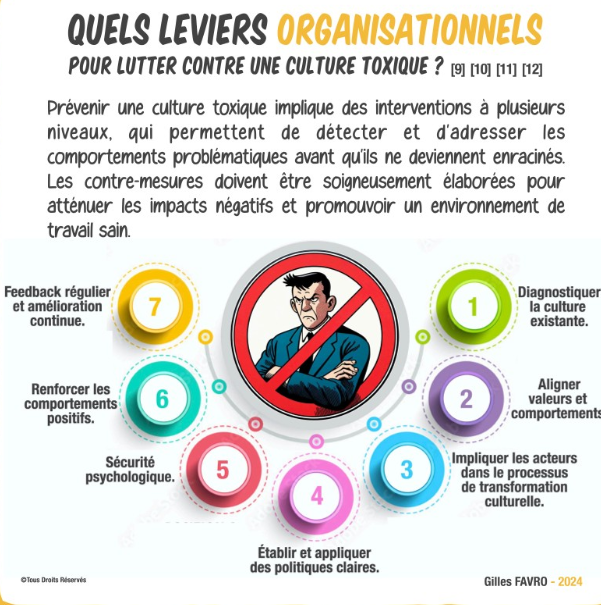 QUELS LEVIERS ORGANISATIONNELS
POUR LUTTER CONTRE UNE CULTURE TOXIQUE ? [9] [10] [11] [12]
Prévenir une culture toxique implique des interventions à plusieurs
niveaux, qui permettent de détecter et d'adresser les
comportements problématiques avant qu'ils ne deviennent enracinés.
Les contre-mesures doivent être soigneusement élaborées pour
atténuer les impacts négatifs et promouvoir un environnement de
travail sain.
1
Diagnostiquer
la culture
existante.
2
Aligner
valeurs et
comportements
3
Impliquer les acteurs
dans le processus
de transformation
culturelle.
4
Établir et appliquer
des politiques claires.
5
Sécurité
psychologique.
6
Renforcer les
comportements
positifs.
7
Feedback régulier
et amélioration
continue.
©Tous Droits Réservés
Gilles FAVRO - 2024